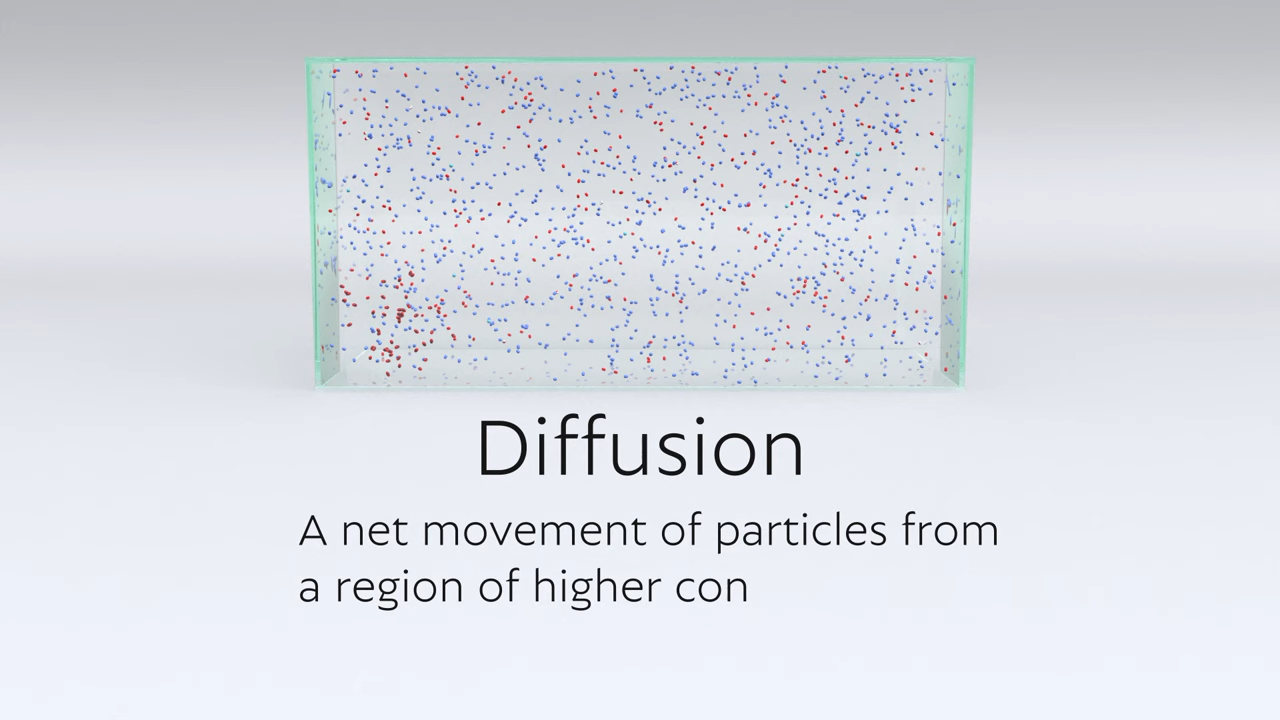 Diffusion
A net movement of particles from
a region of higher con